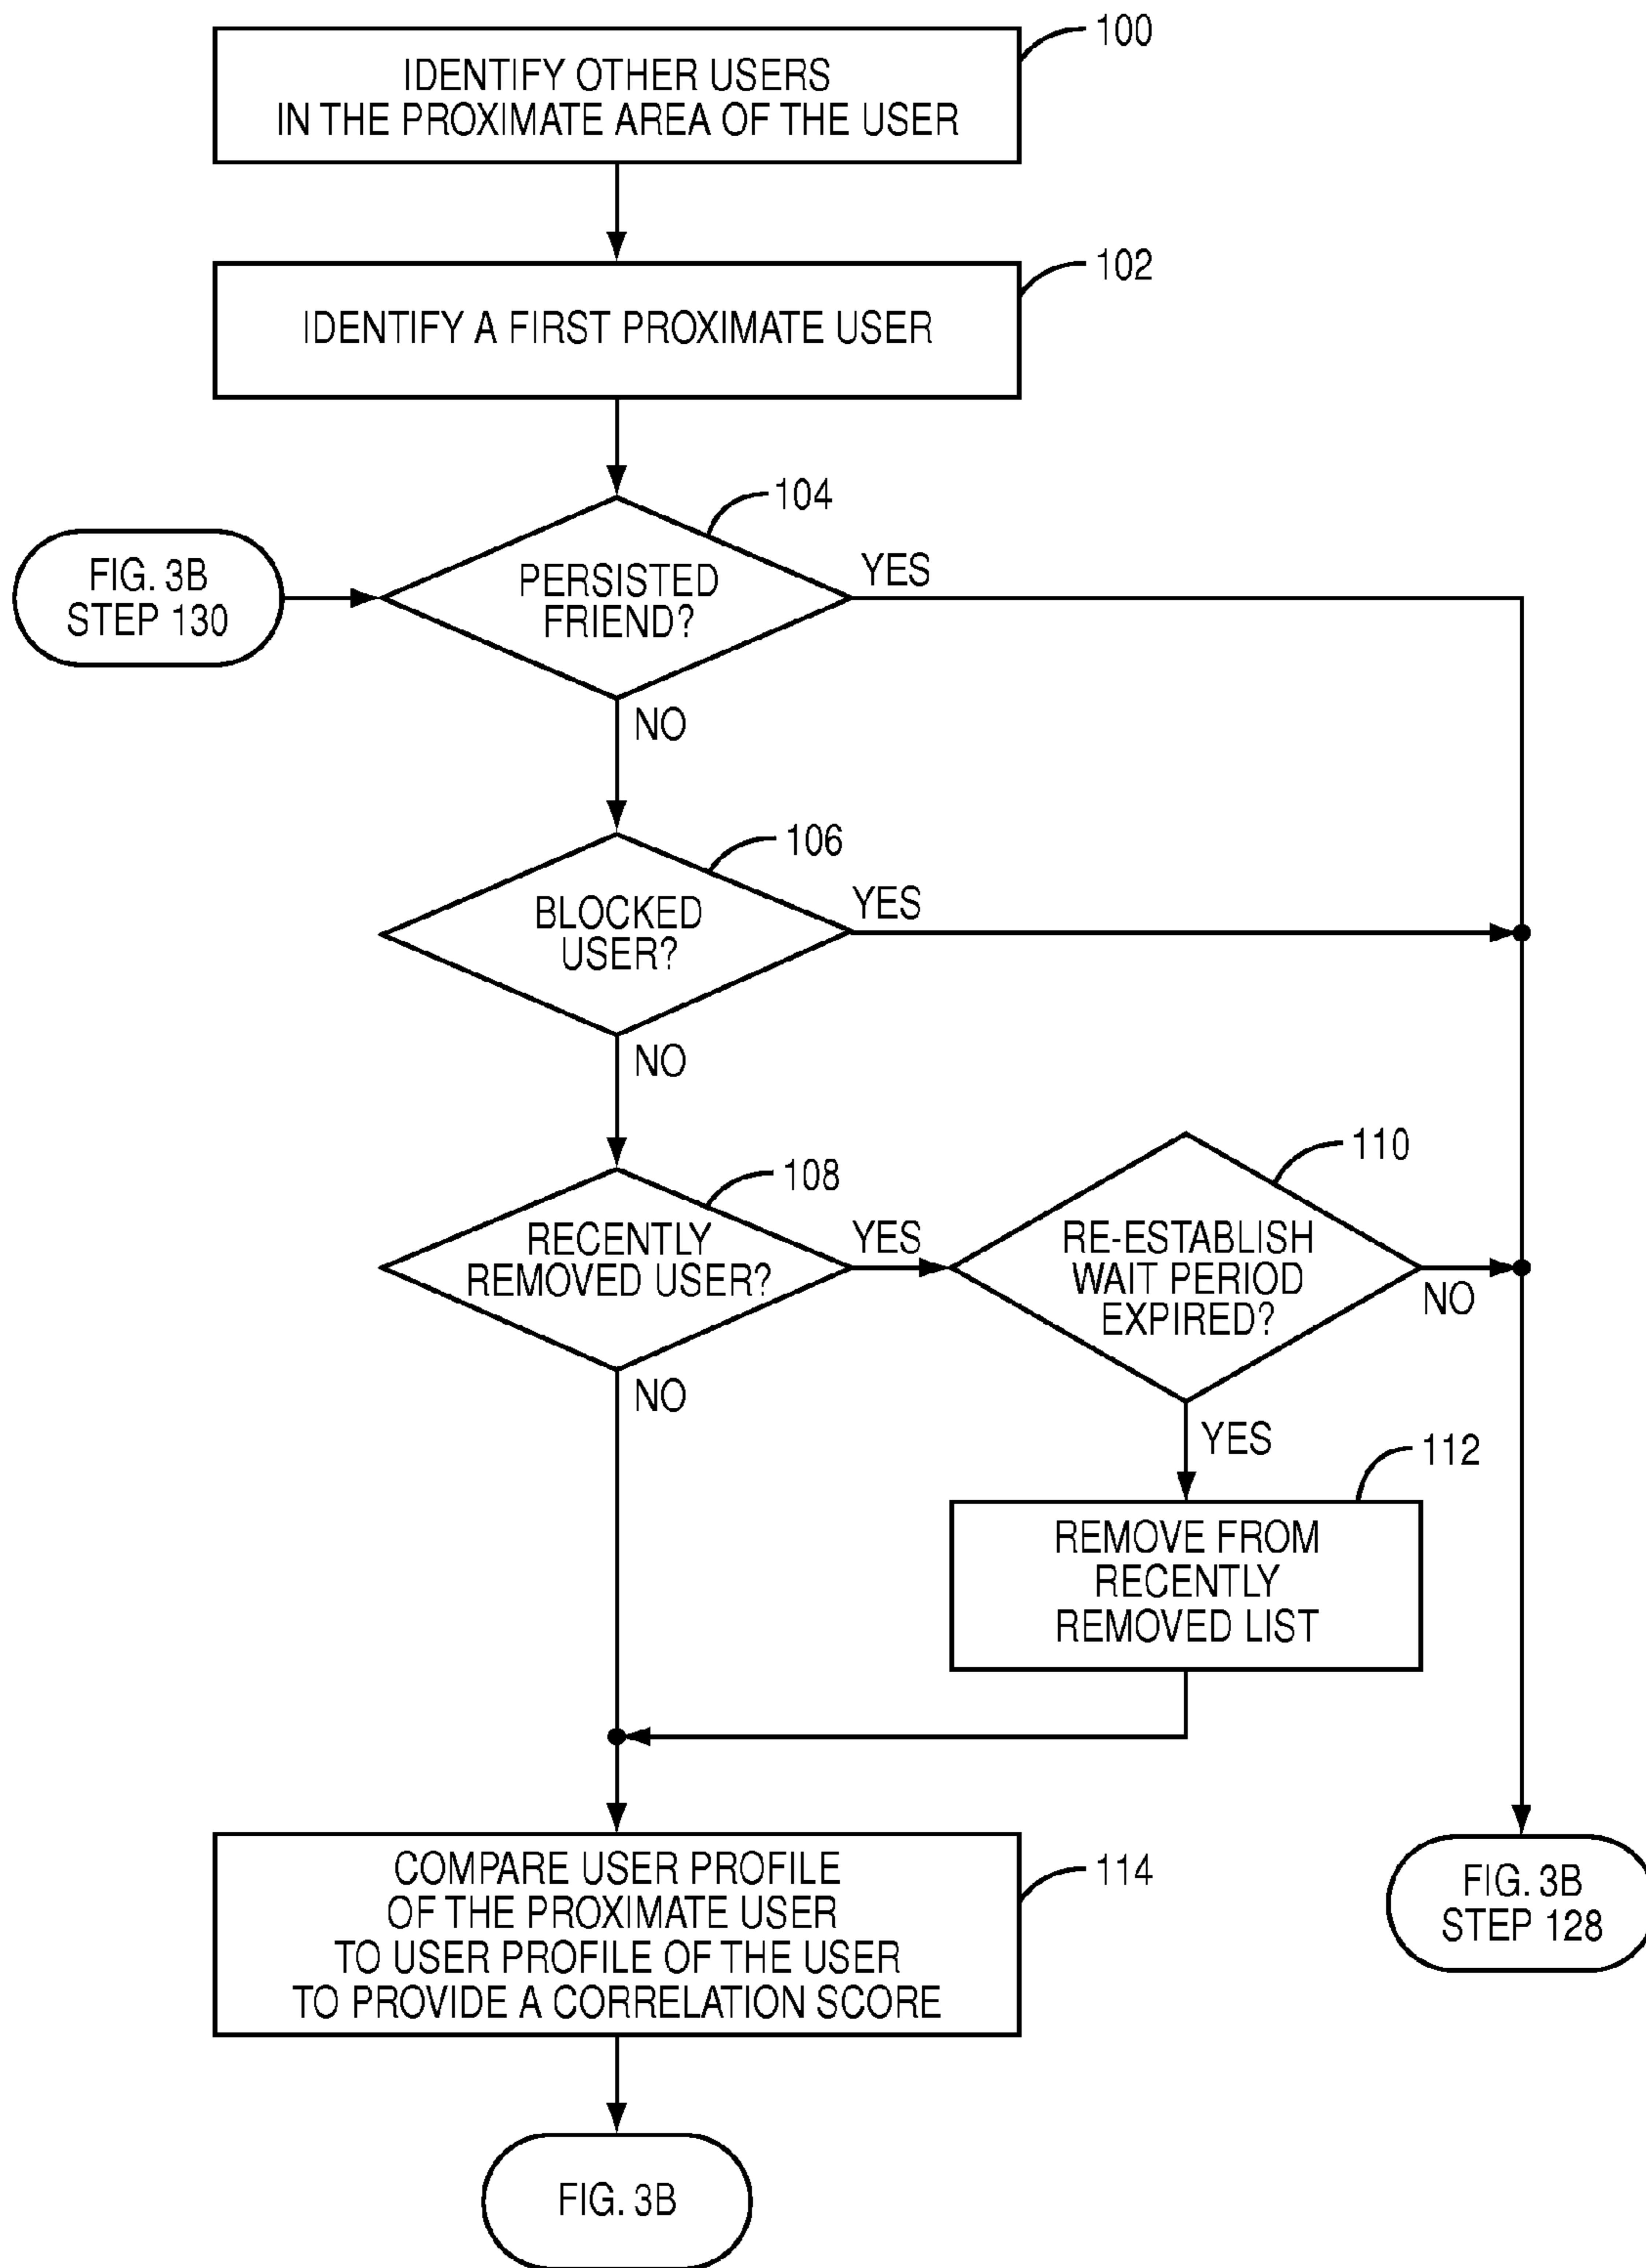 100
IDENTIFY OTHER USERS
IN THE PROXIMATE AREA OF THE USER
102
IDENTIFY A FIRST PROXIMATE USER
104
FIG. 3B
STEP 130
PERSISTED
FRIEND?
YES
NO
106
BLOCKED
USER?
YES
NO
108
RECENTLY
REMOVED USER?
YES
NO
110
RE-ESTABLISH
WAIT PERIOD
EXPIRED?
NO
YES
112
REMOVE FROM
RECENTLY
REMOVED LIST
114
COMPARE USER PROFILE
OF THE PROXIMATE USER
TO USER PROFILE OF THE USER
TO PROVIDE A CORRELATION SCORE
FIG. 3B
STEP 128
FIG. 3B